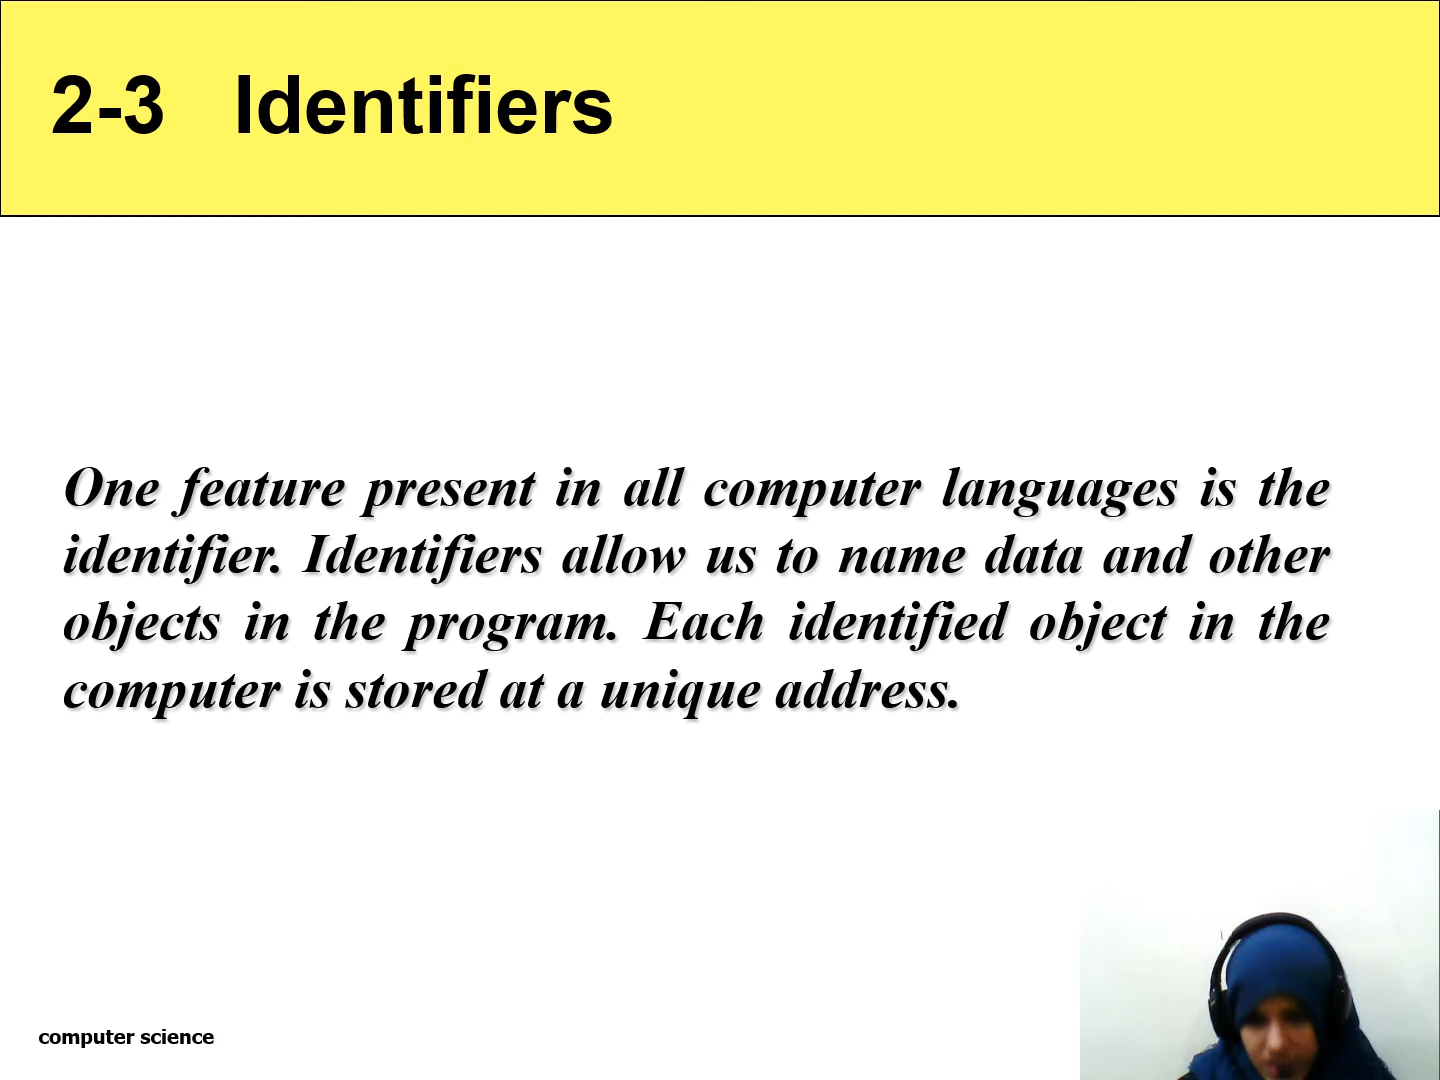 2-3 Identifiers
One feature present in all computer languages is the
identifier. Identifiers allow us to name data and other
objects in the program. Each identified object in the
computer is stored at a unique address.
computer science